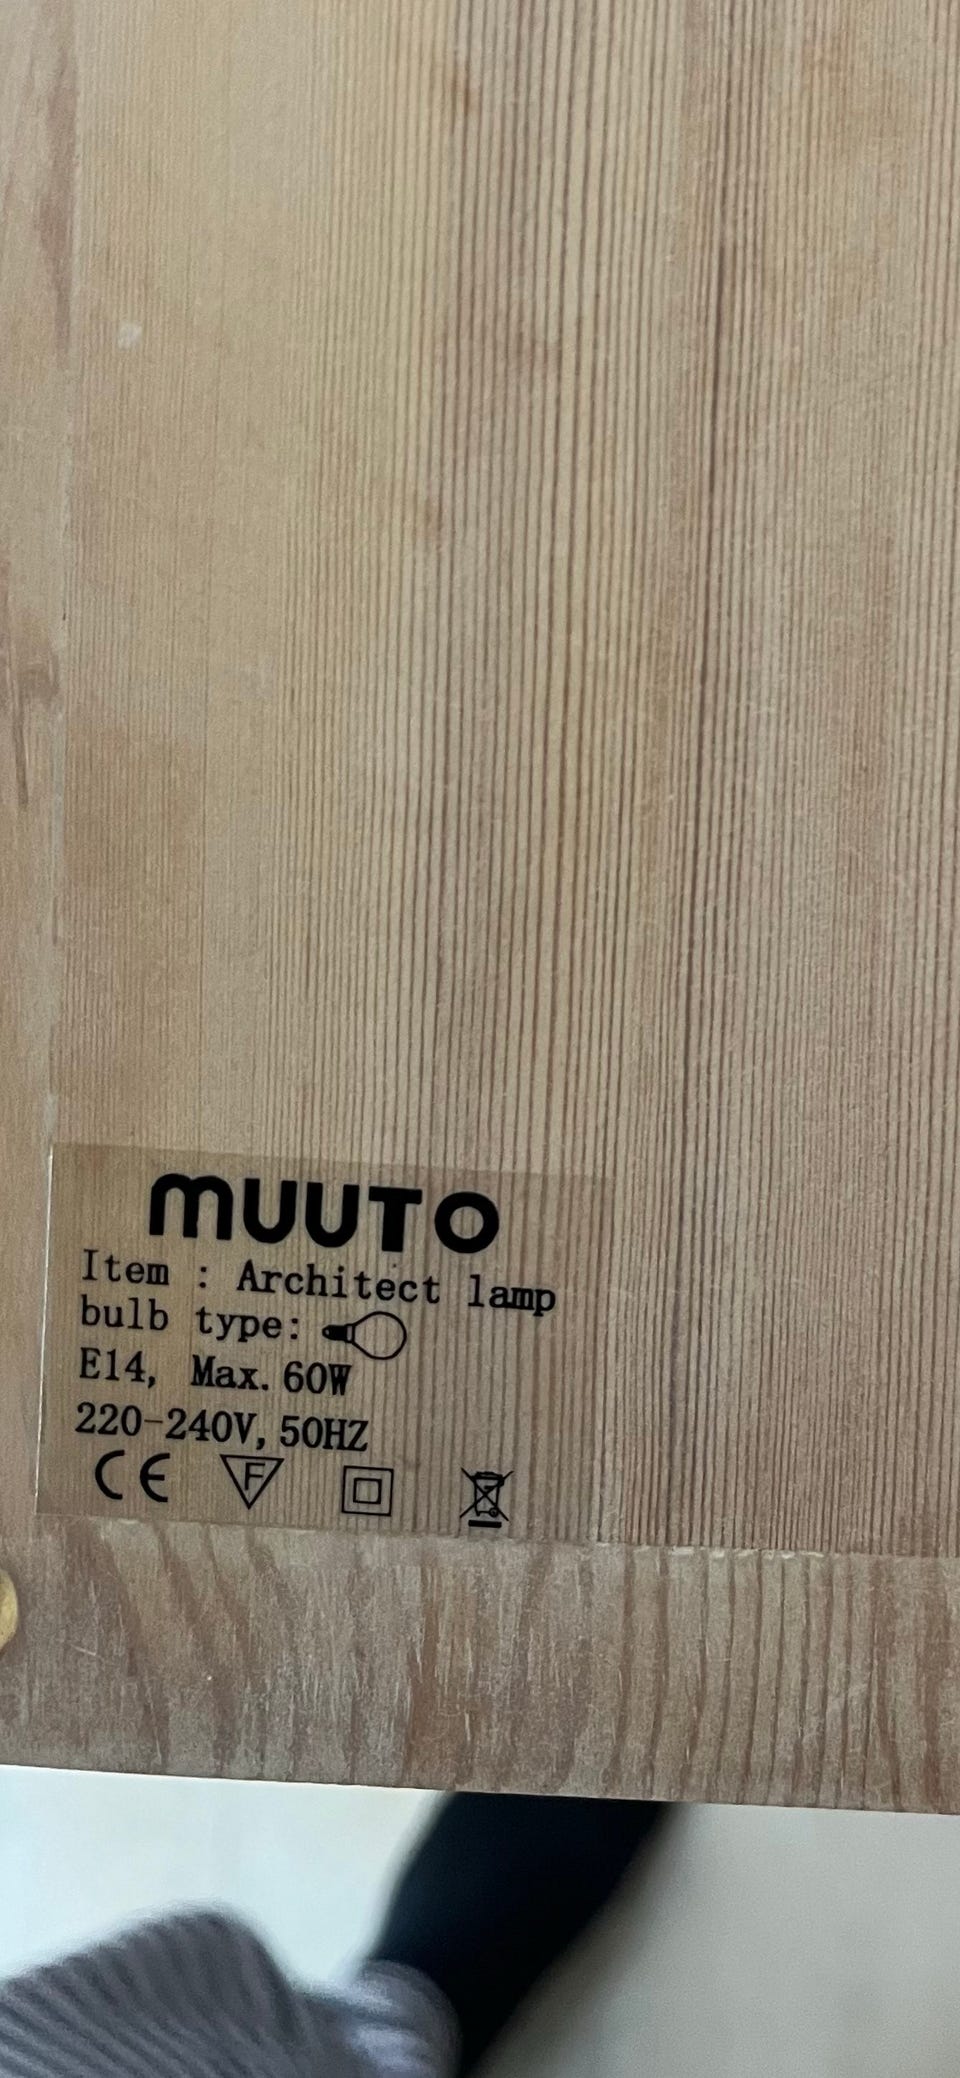 MUUTO
Item : Architect lamp
bulb type:
E14, Max. 60W
220-240V, 50HZ
CE F